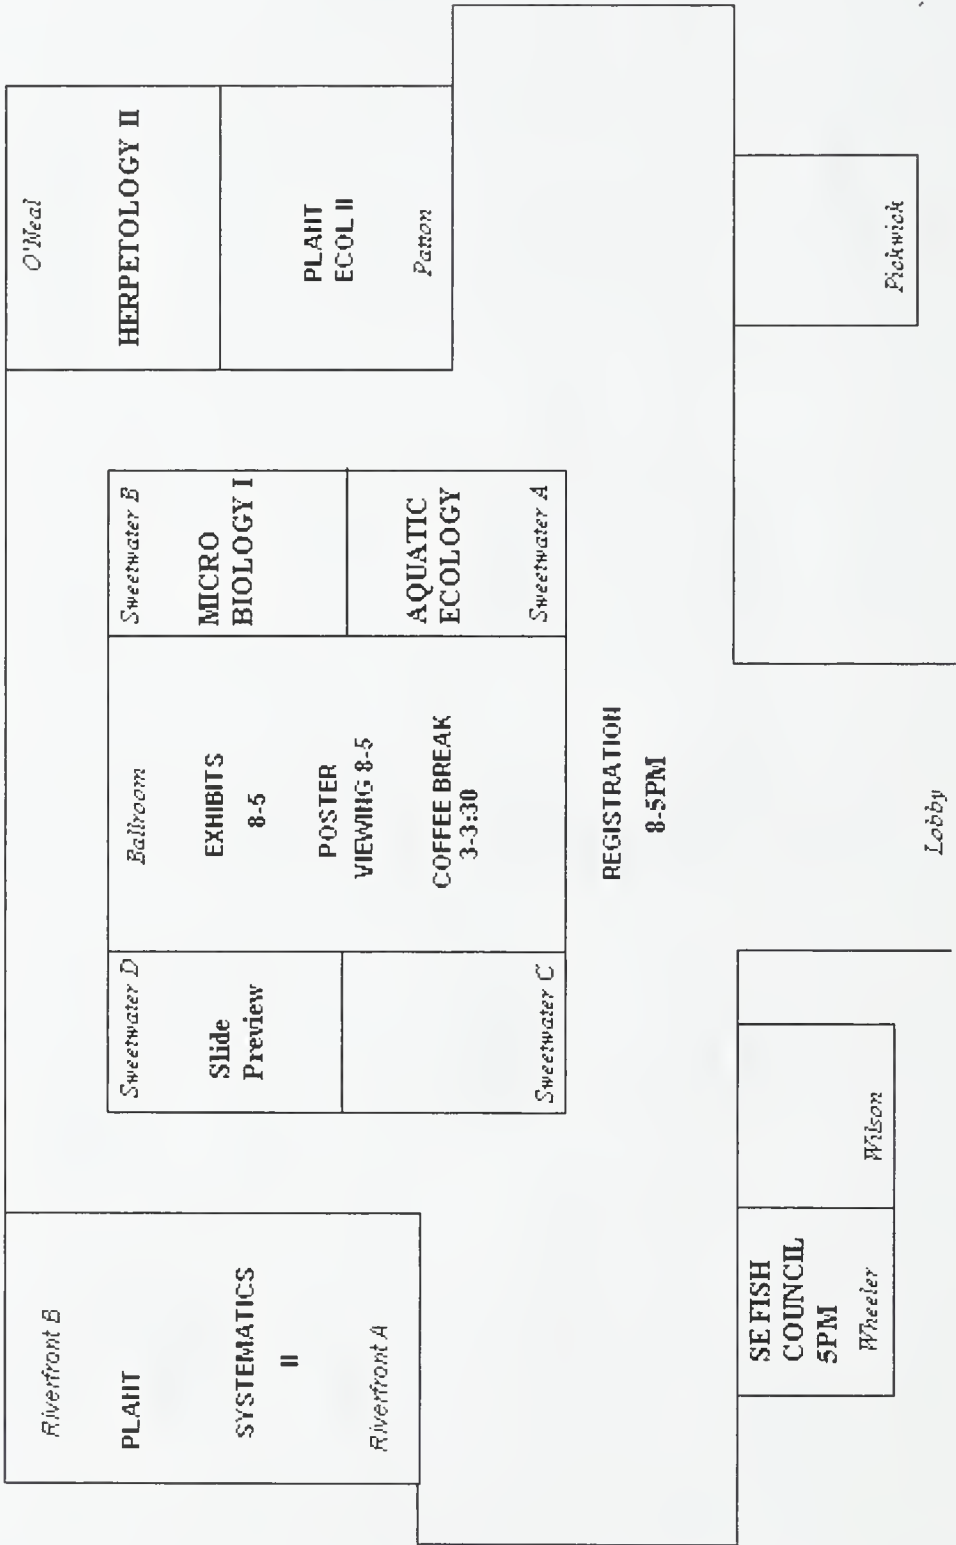 Riverfront B
PLANT
SYSTEMATICS
II
Riverfront A
Sweetwater D
Slide
Preview
Sweetwater C
Ballroom
EXHIBITS
8-5
POSTER
VIEWING 8-5
COFFEE BREAK
3-3:30
Sweetwater B
MICRO
BIOLOGY I
AQUATIC
ECOLOGY
Sweetwater A
O'Neal
HERPETOLOGY II
PLANT
ECOL II
Patton
REGISTRATION
8-5PM
SE FISH
COUNCIL
5PM
Wheeler
Wilson
Lobby
Pickwick